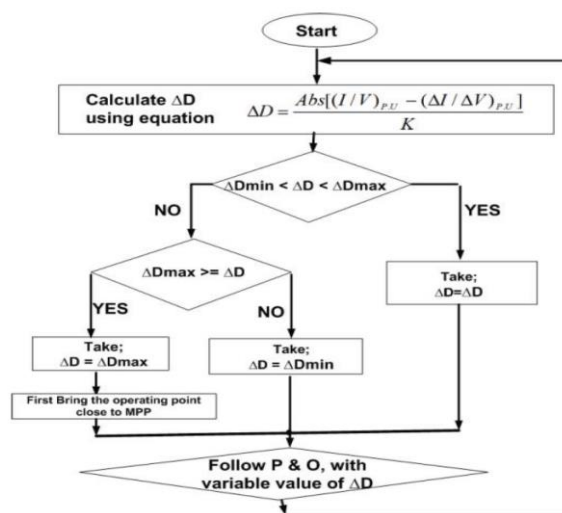 Start
Calculate ΔD
using equation
ΔD = Abs[(I / V)P.U − (ΔI / ΔV)P.U] / K
ΔDmin < ΔD < ΔDmax
NO
YES
ΔDmax >= ΔD
Take;
ΔD=ΔD
YES
NO
Take;
ΔD = ΔDmax
Take;
ΔD = ΔDmin
First Bring the operating point
close to MPP
Follow P & O, with
variable value of ΔD